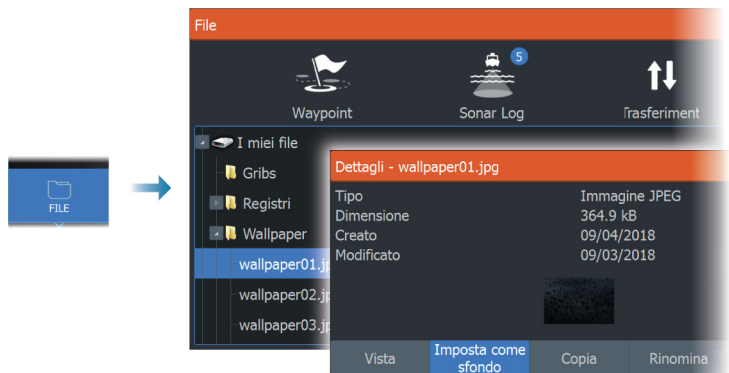 FILE
File
Waypoint
5
Sonar Log
Trasferiment
I miei file
Gribs
Registri
Wallpaper
wallpaper01.jp
wallpaper02.jp
wallpaper03.jp
Dettagli - wallpaper01.jpg
Tipo Immagine JPEG
Dimensione 364.9 kB
Creato 09/04/2018
Modificato 09/03/2018
Vista
Imposta come
sfondo
Copia
Rinomina